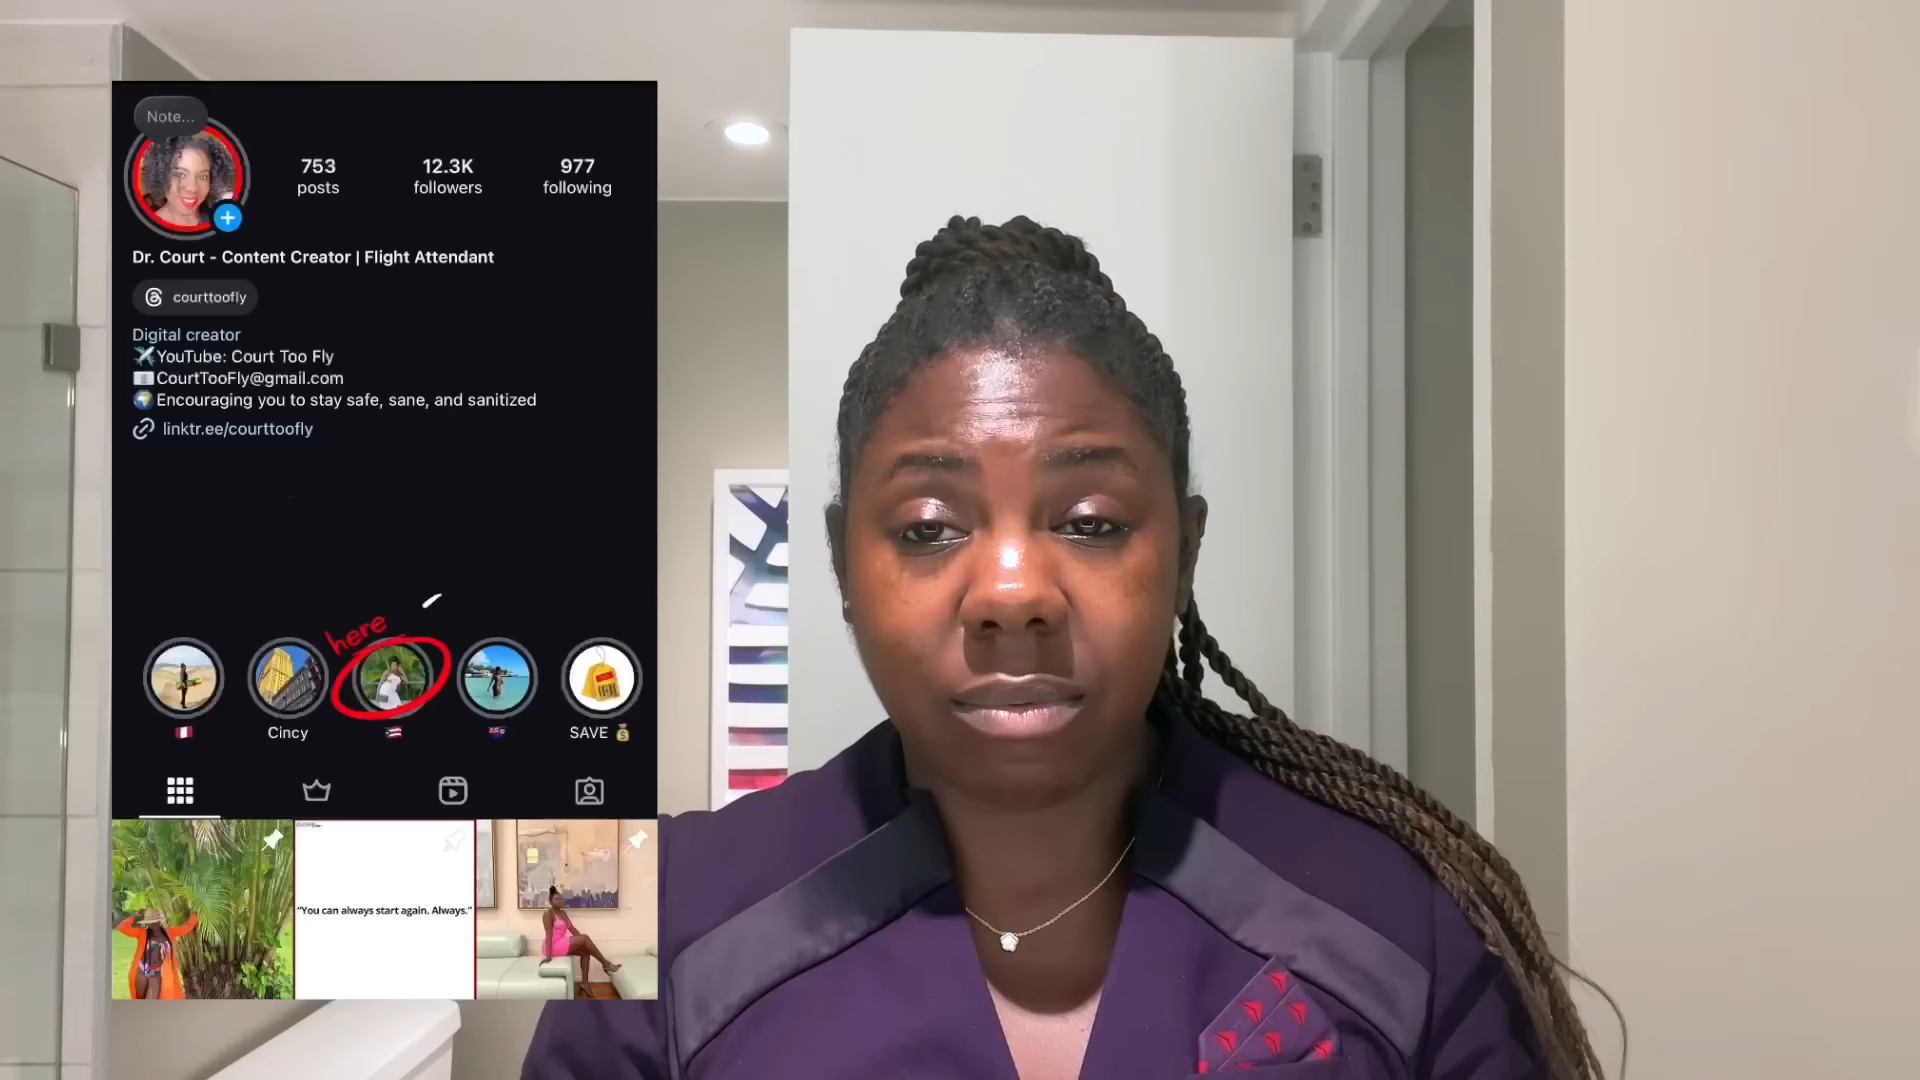 Note...
753
posts
12.3K
followers
977
following
Dr. Court - Content Creator | Flight Attendant
courttoofly
Digital creator
✈️YouTube: Court Too Fly
📧CourtTooFly@gmail.com
🌍Encouraging you to stay safe, sane, and sanitized
linktr.ee/courttoofly
here
Cincy
SAVE 💰
"You can always start again. Always."